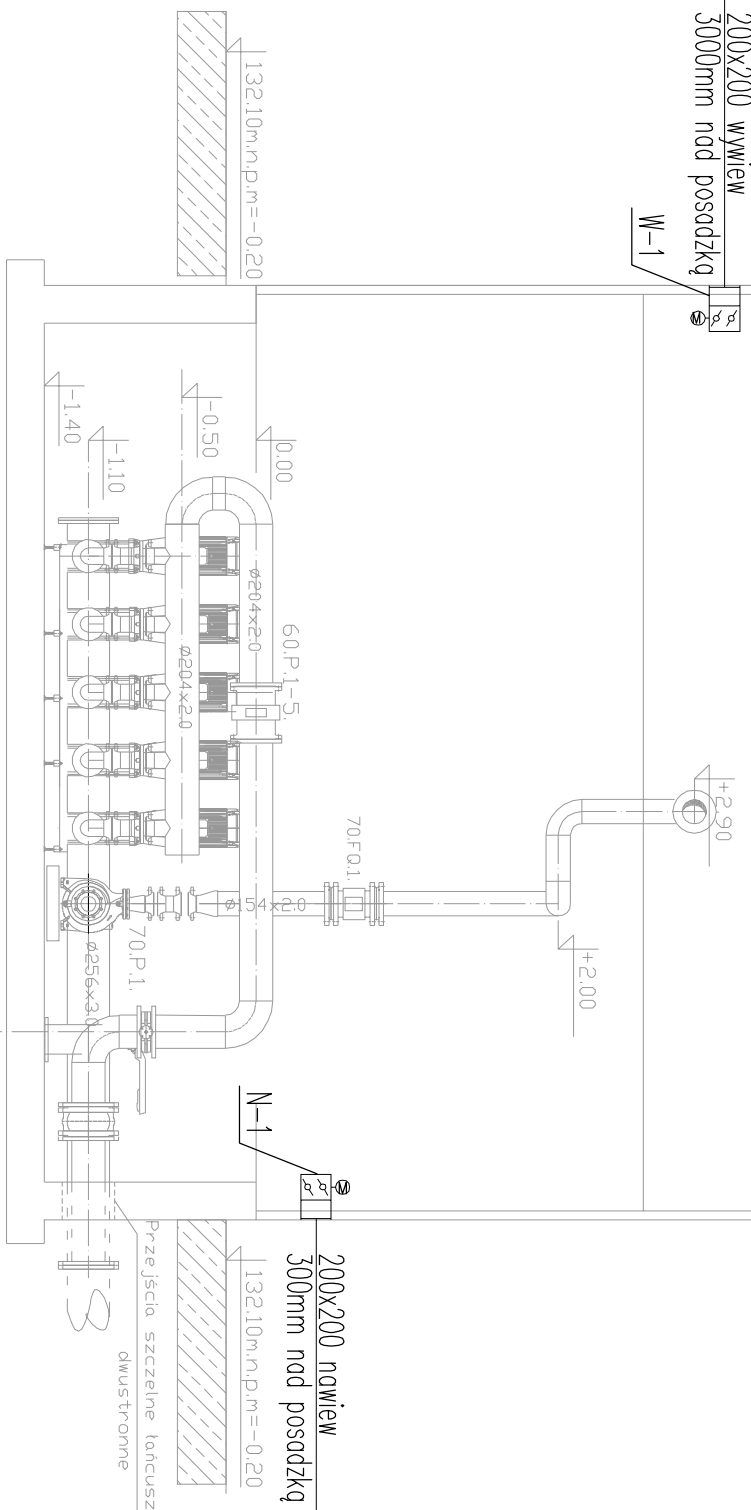 200x200 wywiew
3000mm nad posadzką
W-1
132.10m.n.p.m=-0.20
+2.90
+2.00
70.FQ.1.
0.00
-0.50
-1.10
-1.40
60.P.1-5.
Ø204x2.0
Ø204x2.0
Ø154x2.0
70.P.1.
Ø256x3.0
N-1
M
M
200x200 nawiew
300mm nad posadzką
132.10m.n.p.m=-0.20
Przejścia szczelne łańcusz
dwustronne